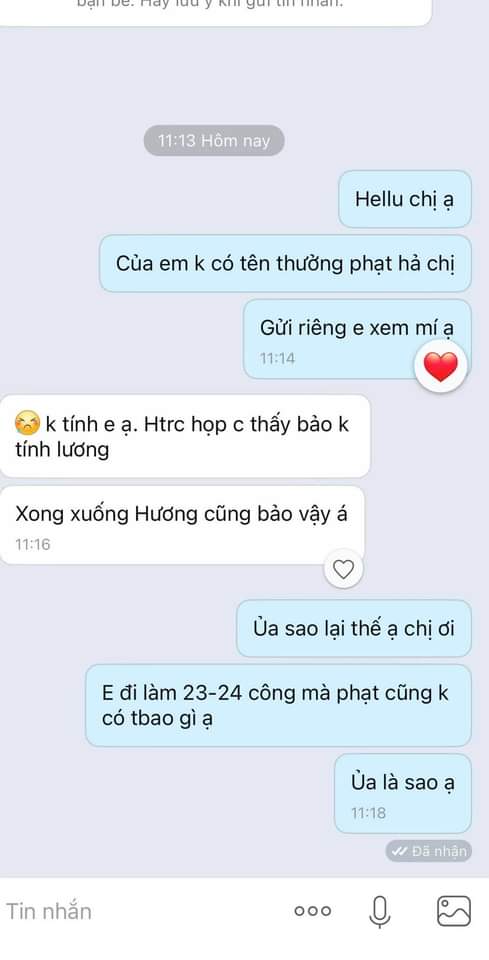 bạn bè. Hãy lưu ý khi gửi tin nhắn.
11:13 Hôm nay
Hellu chị ạ
Của em k có tên thưởng phạt hả chị
Gửi riêng e xem mí ạ
11:14
k tính e ạ. Htrc họp c thấy bảo k
tính lương
Xong xuống Hương cũng bảo vậy á
11:16
Ủa sao lại thế ạ chị ơi
E đi làm 23-24 công mà phạt cũng k
có tbao gì ạ
Ủa là sao ạ
11:18
Đã nhận
Tin nhắn